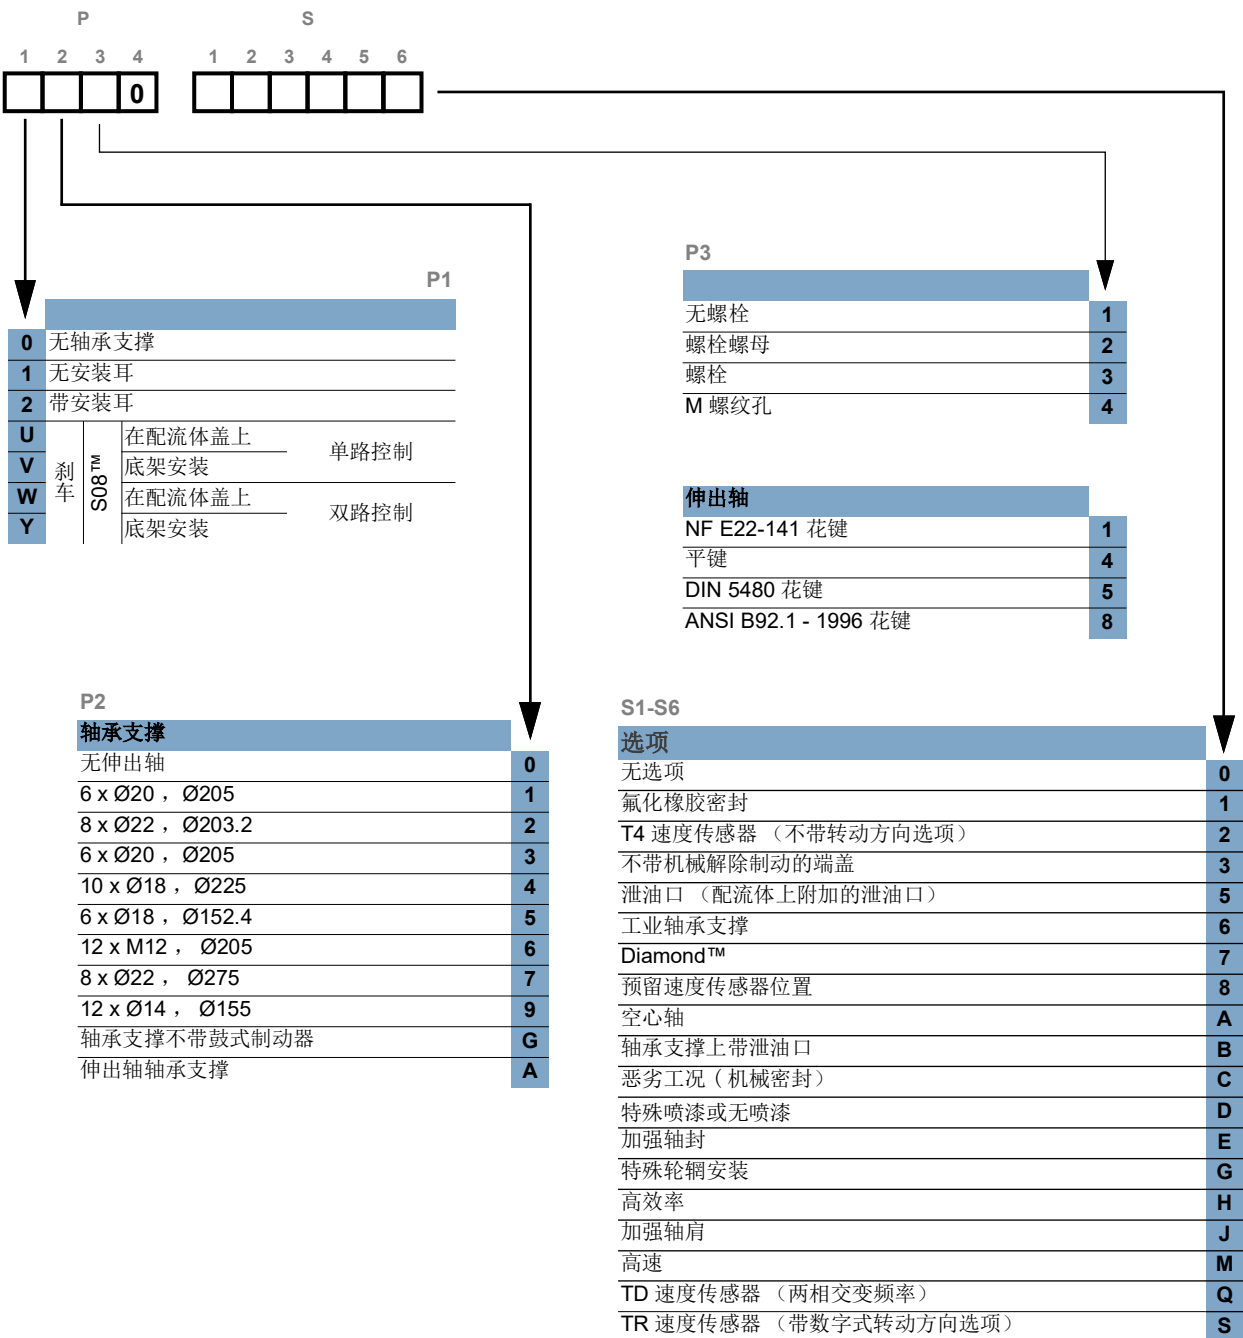 P S
1 2 3 4 1 2 3 4 5 6
0
P1
0 无轴承支撑
1 无安装耳
2 带安装耳
U 在配流体盖上
V 底架安装
单路控制
W 在配流体盖上
Y 底架安装
双路控制
刹车
S08™
P3
无螺栓 1
螺栓螺母 2
螺栓 3
M 螺纹孔 4
伸出轴
NF E22-141 花键 1
平键 4
DIN 5480 花键 5
ANSI B92.1 - 1996 花键 8
P2
轴承支撑
无伸出轴 0
6 x Ø20 ， Ø205 1
8 x Ø22 ， Ø203.2 2
6 x Ø20 ， Ø205 3
10 x Ø18 ， Ø225 4
6 x Ø18 ， Ø152.4 5
12 x M12 ， Ø205 6
8 x Ø22 ， Ø275 7
12 x Ø14 ， Ø155 9
轴承支撑不带鼓式制动器 G
伸出轴轴承支撑 A
S1-S6
选项
无选项 0
氟化橡胶密封 1
T4 速度传感器 （不带转动方向选项） 2
不带机械解除制动的端盖 3
泄油口 （配流体上附加的泄油口） 5
工业轴承支撑 6
Diamond™ 7
预留速度传感器位置 8
空心轴 A
轴承支撑上带泄油口 B
恶劣工况（机械密封） C
特殊喷漆或无喷漆 D
加强轴封 E
特殊轮辋安装 G
高效率 H
加强轴肩 J
高速 M
TD 速度传感器 （两相交变频率） Q
TR 速度传感器 （带数字式转动方向选项） S